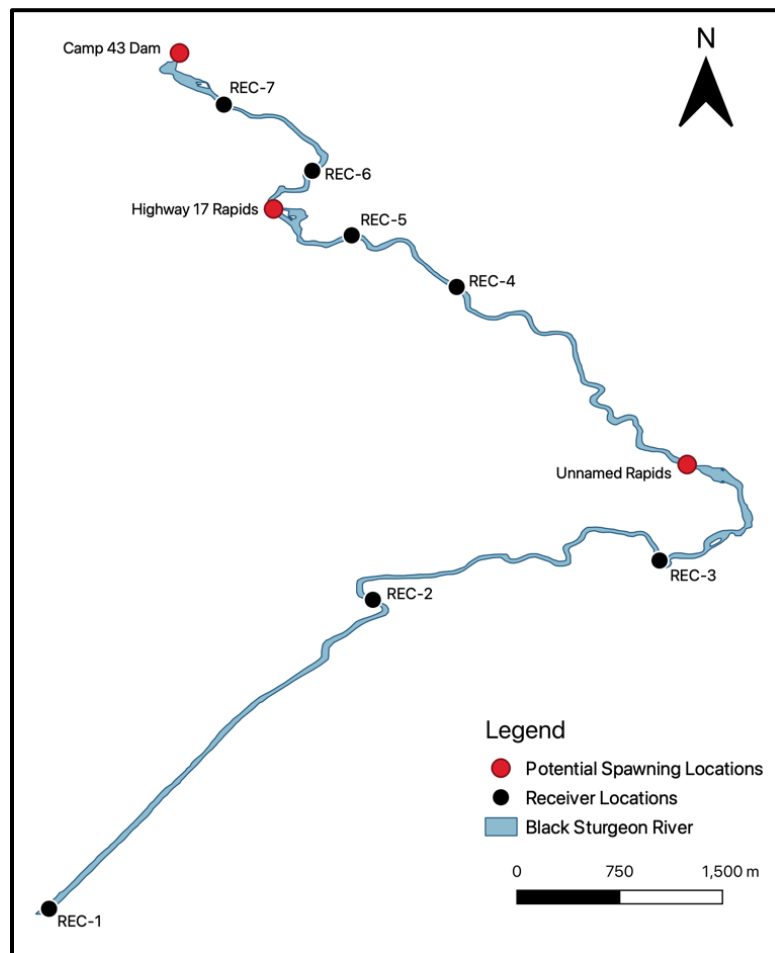 Camp 43 Dam
N
REC-7
REC-6
Highway 17 Rapids
REC-5
REC-4
Unnamed Rapids
REC-3
REC-2
Legend
Potential Spawning Locations
Receiver Locations
Black Sturgeon River
0 750 1,500 m
REC-1